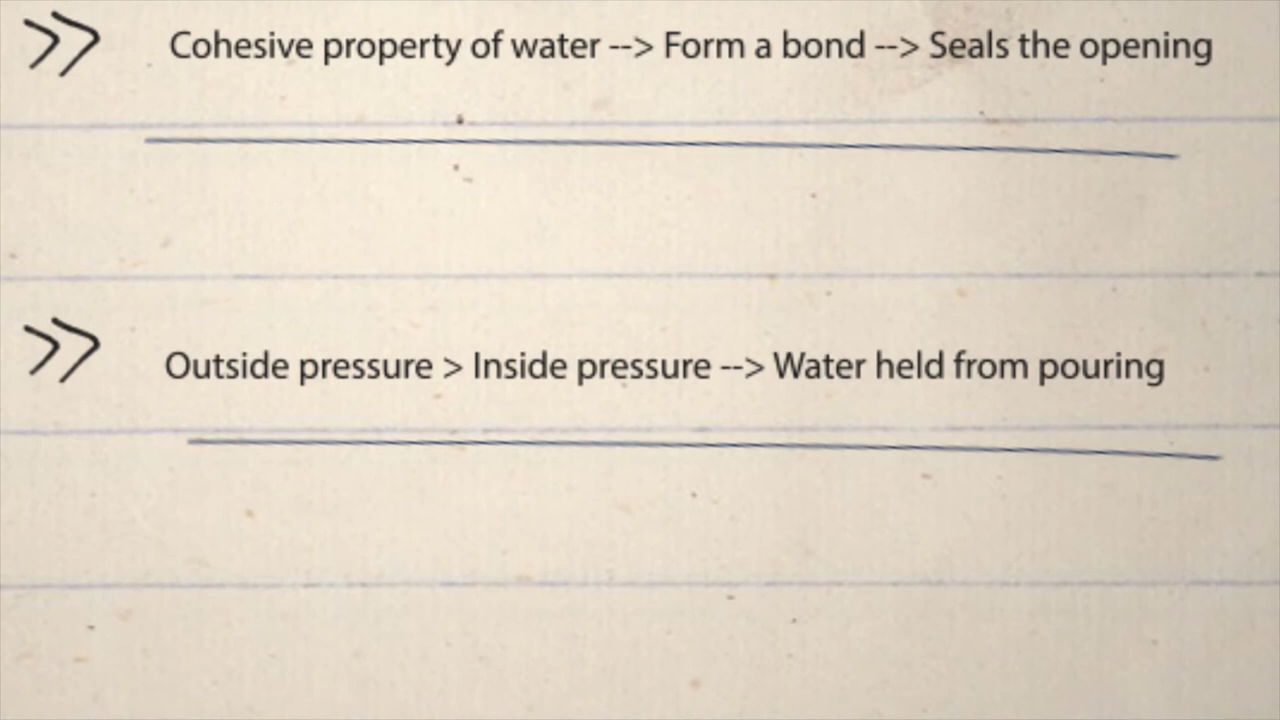 >> Cohesive property of water --> Form a bond --> Seals the opening
>> Outside pressure > Inside pressure --> Water held from pouring